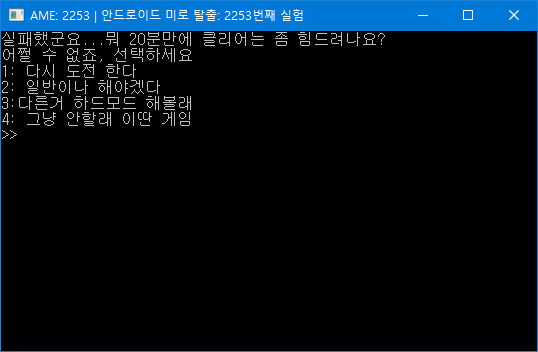 AME: 2253 | 안드로이드 미로 탈출: 2253번째 실험
실패했군요...뭐 20분만에 클리어는 좀 힘드려나요?
어쩔 수 없죠, 선택하세요
1: 다시 도전 한다
2: 일반이나 해야겠다
3:다른거 하드모드 해볼래
4: 그냥 안할래 이딴 게임
>>